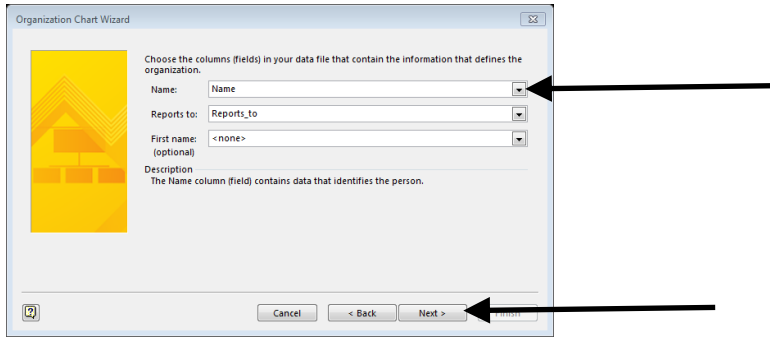 Organization Chart Wizard
Choose the columns (fields) in your data file that contain the information that defines the
organization.
Name: Name
Reports to: Reports_to
First name: <none>
(optional)
Description
The Name column (field) contains data that identifies the person.
Cancel < Back Next > Finish